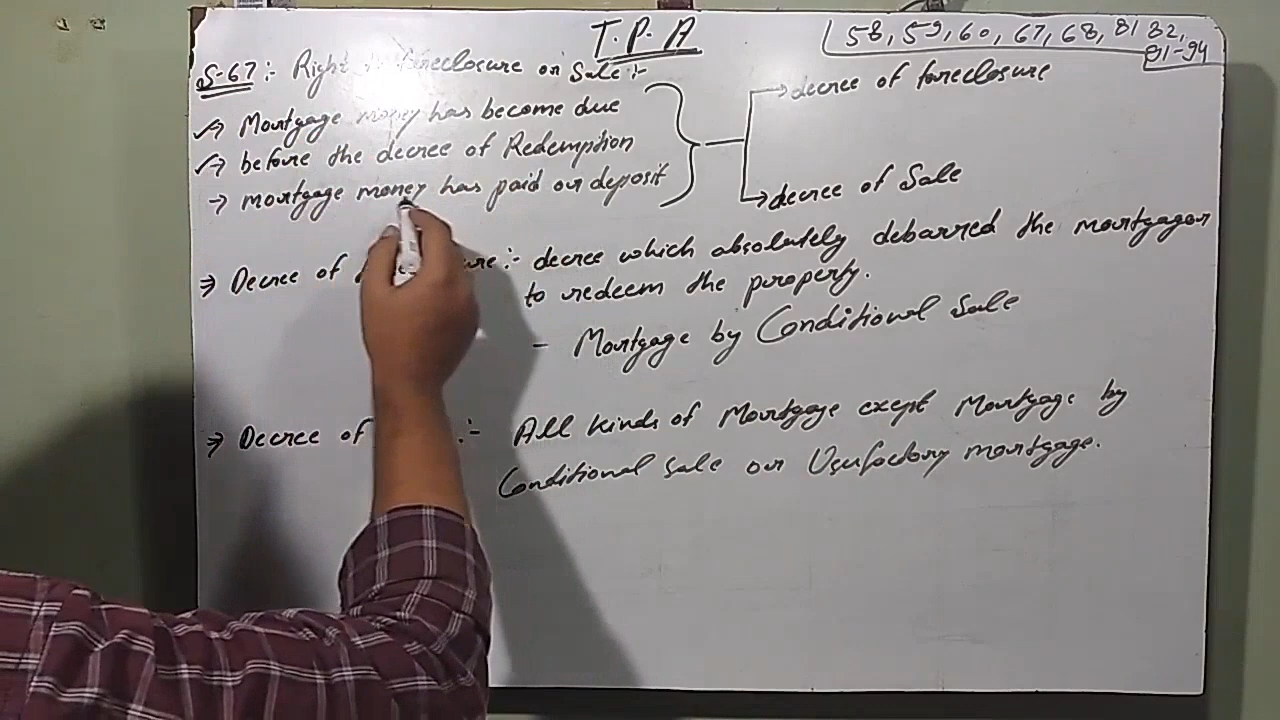 T.P.A
58, 59, 60, 67, 68, 81 82,
91-94
S-67:- Right foreclosure or Sale:-
→ Mortgage money has become due
→ before the decree of Redemption
→ mortgage money has paid or deposit
→ decree of foreclosure
→ decree of Sale
⇒ Decree of ure:- decree which absolutely debarred the mortgagor
to redeem the property.
- Mortgage by Conditional Sale
⇒ Decree of :- All kinds of Mortgage except Mortgage by
Conditional sale or Usufactory mortgage.